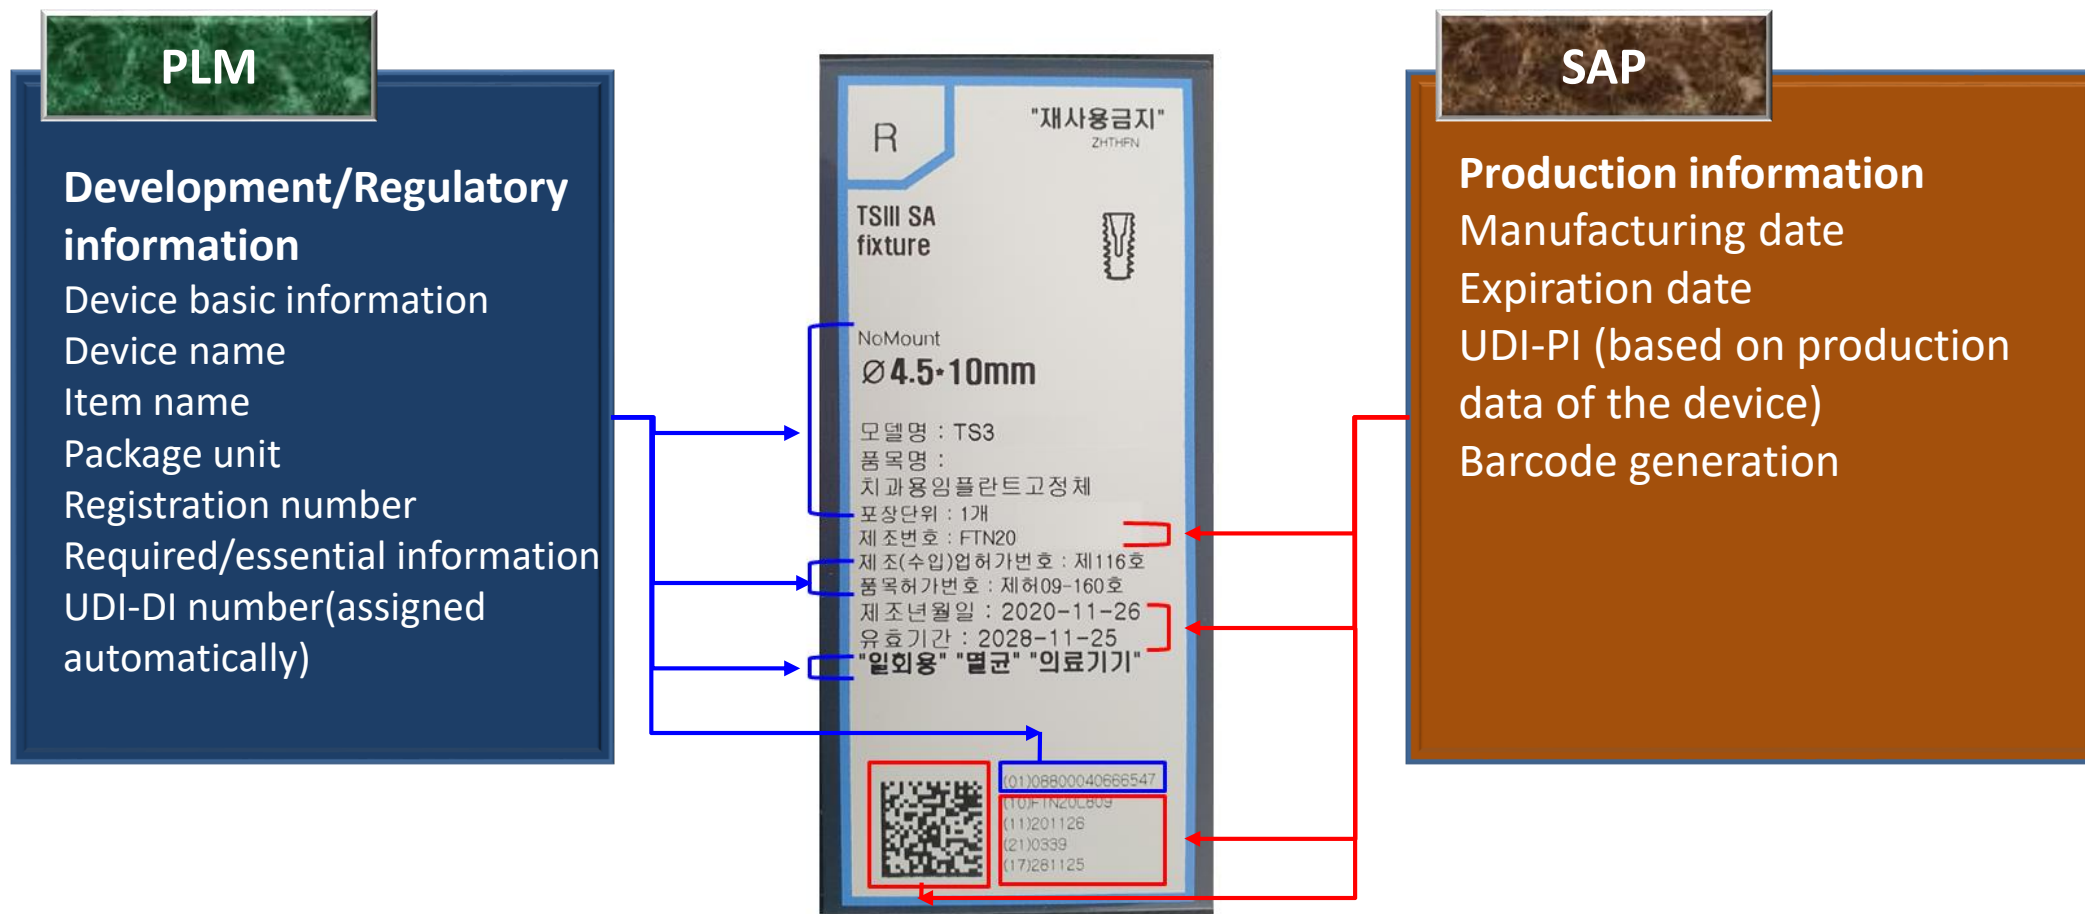 PLM
Development/Regulatory
information
Device basic information
Device name
Item name
Package unit
Registration number
Required/essential information
UDI-DI number(assigned
automatically)
R
"재사용금지"
ZHTHFN
TSIII SA
fixture
NoMount
Ø4.5*10mm
모델명 : TS3
품목명 :
치과용임플란트고정체
포장단위 : 1개
제조번호 : FTN20
제조(수입)업허가번호 : 제116호
품목허가번호 : 제허09-160호
제조년월일 : 2020-11-26
유효기간 : 2028-11-25
"일회용" "멸균" "의료기기"
(01)08800040666547
(10)FTN20L809
(11)201126
(21)0339
(17)281125
SAP
Production information
Manufacturing date
Expiration date
UDI-PI (based on production
data of the device)
Barcode generation